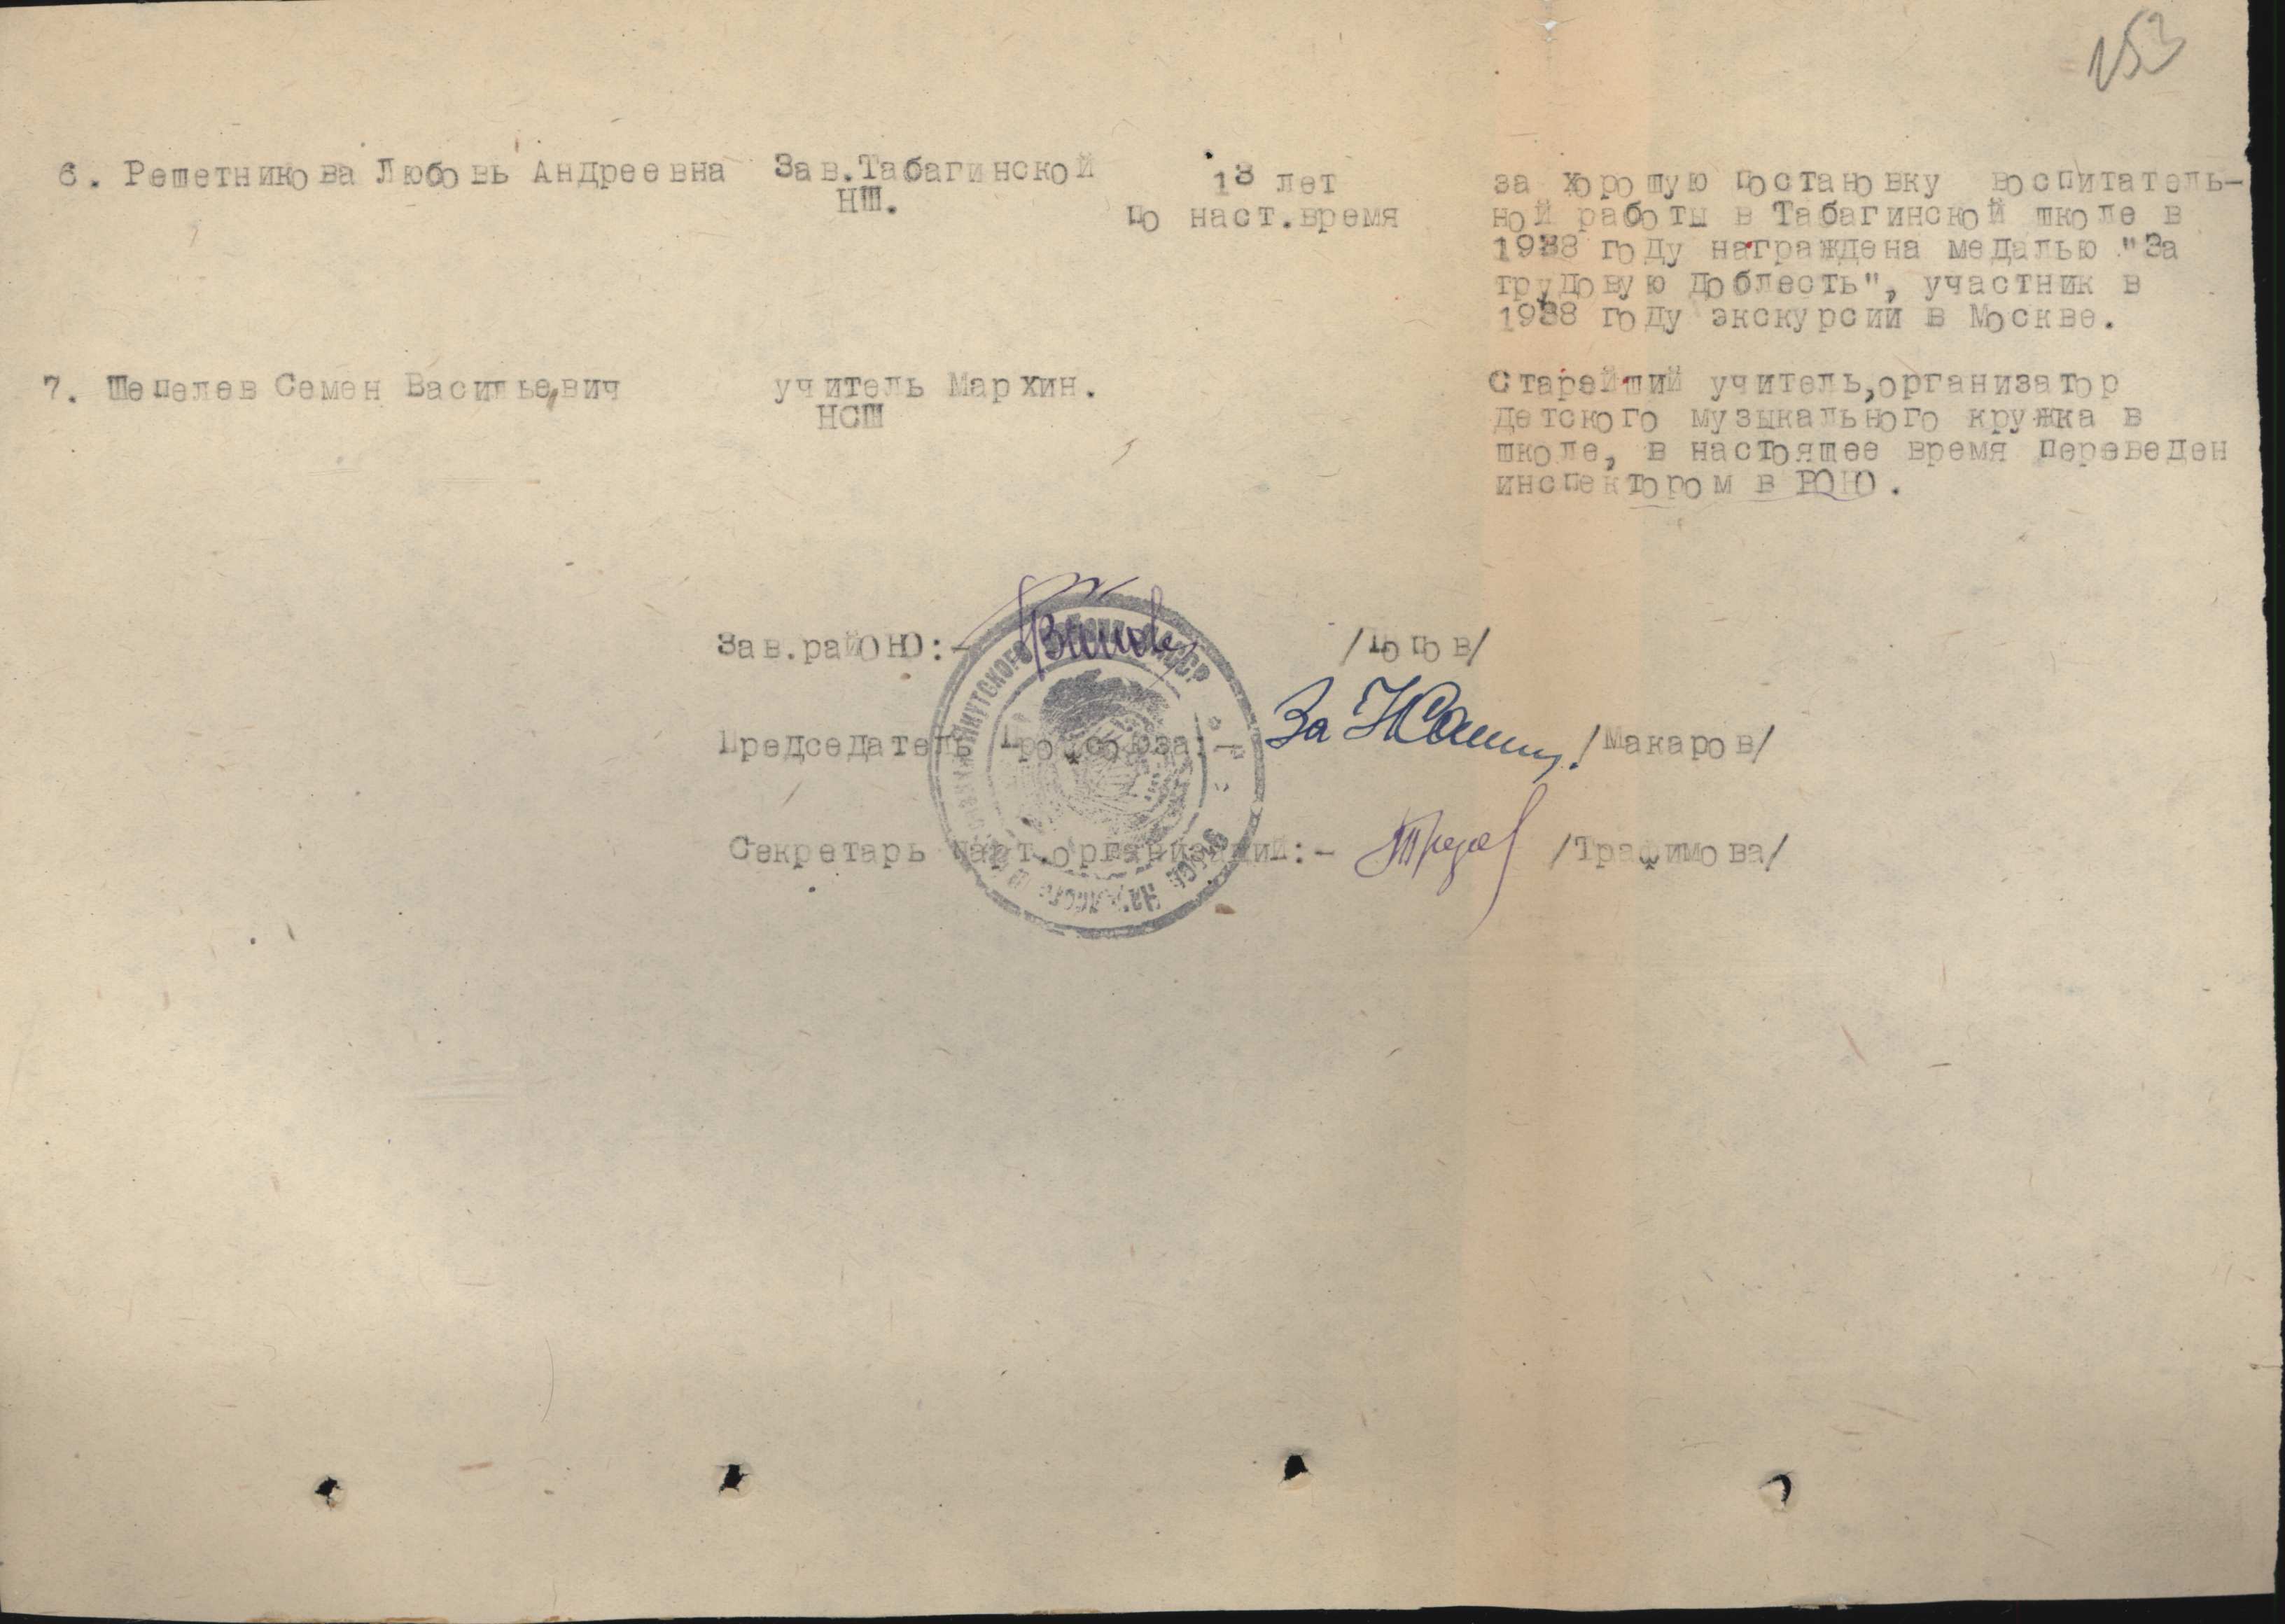 153
6. Решетникова Любовь Андреевна Зав.Табагинской 13 лет за хорошую постановку воспитатель-
НШ. по наст.время ной работы в Табагинской школе в
1938 году награждена медалью "За
трудовую доблесть", участник в
1938 году экскурсии в Москве.
7. Шепелев Семен Васильевич учитель Мархин. Старейший учитель,организатор
НСШ детского музыкального кружка в
школе, в настоящее время переведен
инспектором в РОНО.
Зав.райОНО:- /Попов/
Председатель Профсоюза:- За /Макаров/
Секретарь парт.организаций:- /Трафимова/